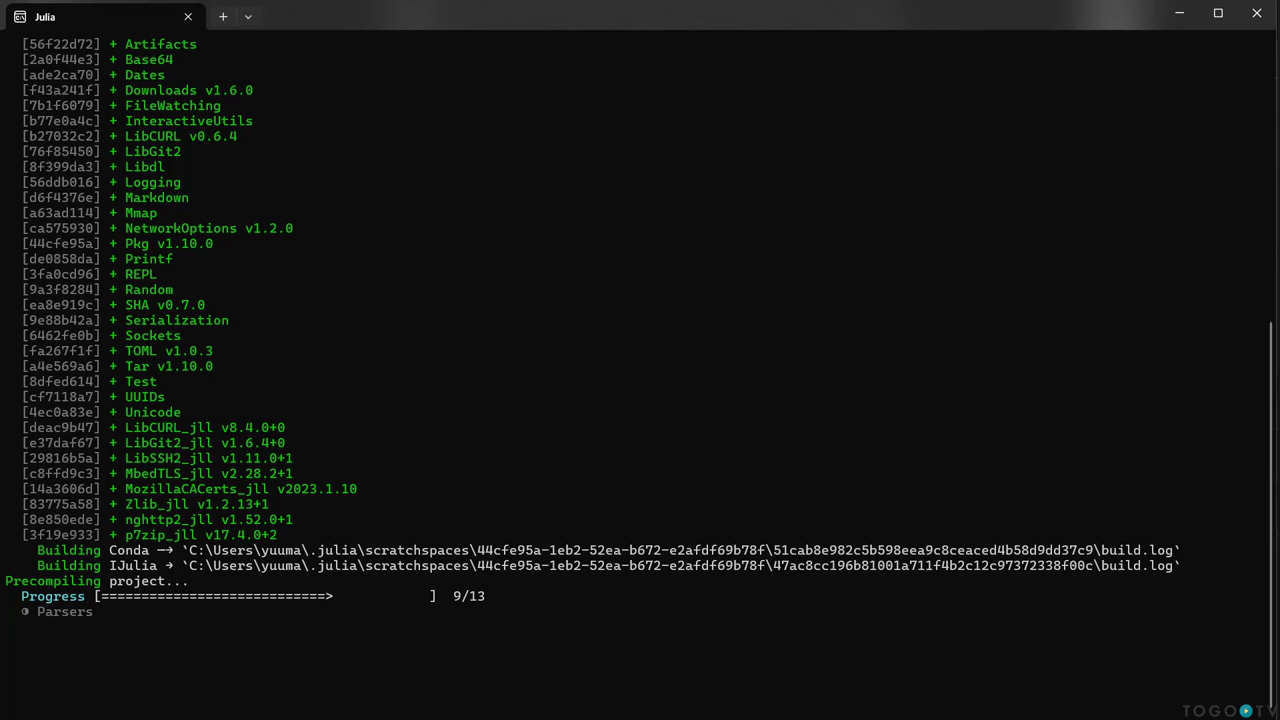 Julia
[56f22d72] + Artifacts
[2a0f44e3] + Base64
[ade2ca70] + Dates
[f43a241f] + Downloads v1.6.0
[7b1f6079] + FileWatching
[b77e0a4c] + InteractiveUtils
[b27032c2] + LibCURL v0.6.4
[76f85450] + LibGit2
[8f399da3] + Libdl
[56ddb016] + Logging
[d6f4376e] + Markdown
[a63ad114] + Mmap
[ca575930] + NetworkOptions v1.2.0
[44cfe95a] + Pkg v1.10.0
[de0858da] + Printf
[3fa0cd96] + REPL
[9a3f8284] + Random
[ea8e919c] + SHA v0.7.0
[9e88b42a] + Serialization
[6462fe0b] + Sockets
[fa267f1f] + TOML v1.0.3
[a4e569a6] + Tar v1.10.0
[8dfed614] + Test
[cf7118a7] + UUIDs
[4ec0a83e] + Unicode
[deac9b47] + LibCURL_jll v8.4.0+0
[e37daf67] + LibGit2_jll v1.6.4+0
[29816b5a] + LibSSH2_jll v1.11.0+1
[c8ffd9c3] + MbedTLS_jll v2.28.2+1
[14a3606d] + MozillaCACerts_jll v2023.1.10
[83775a58] + Zlib_jll v1.2.13+1
[8e850ede] + nghttp2_jll v1.52.0+1
[3f19e933] + p7zip_jll v17.4.0+2
Building Conda ─→ `C:\Users\yuuma\.julia\scratchspaces\44cfe95a-1eb2-52ea-b672-e2afdf69b78f\51cab8e982c5b598eea9c8ceaced4b58d9dd37c9\build.log`
Building IJulia → `C:\Users\yuuma\.julia\scratchspaces\44cfe95a-1eb2-52ea-b672-e2afdf69b78f\47ac8cc196b81001a711f4b2c12c97372338f00c\build.log`
Precompiling project...
Progress [============================>            ]  9/13
◑ Parsers
TOGOTV